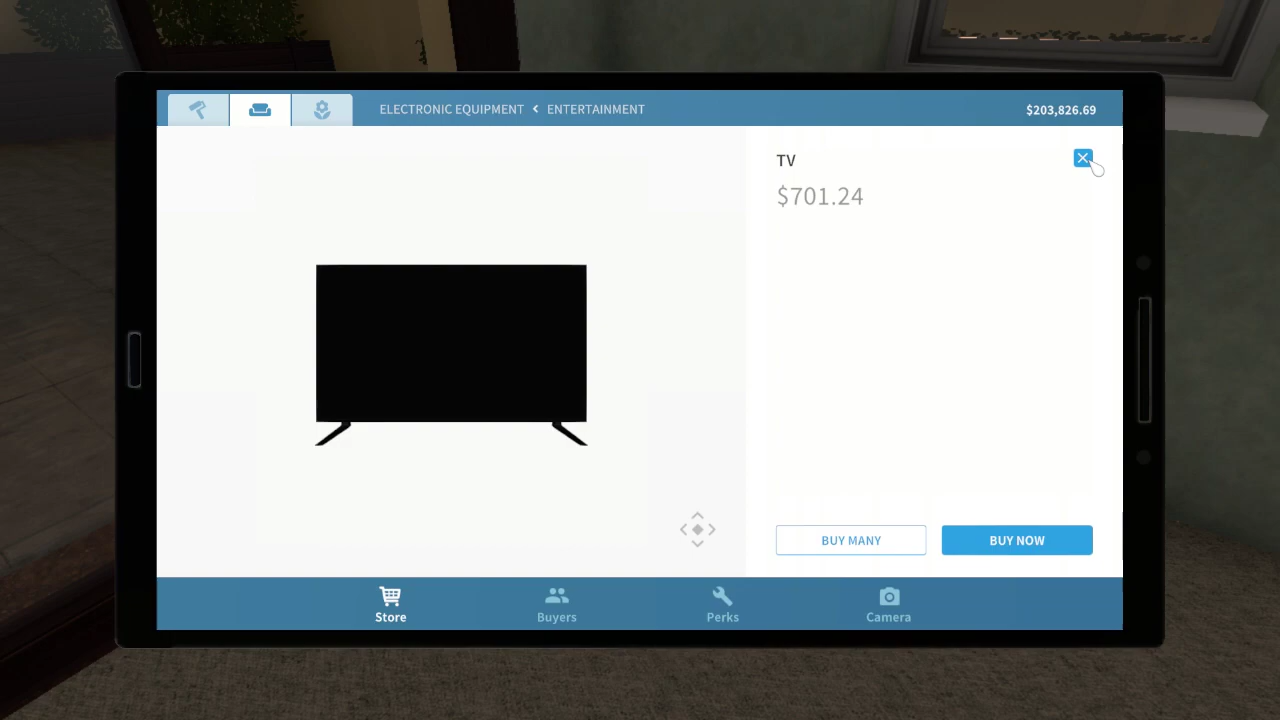 ELECTRONIC EQUIPMENT < ENTERTAINMENT
$203,826.69
TV
$701.24
BUY MANY
BUY NOW
Store
Buyers
Perks
Camera